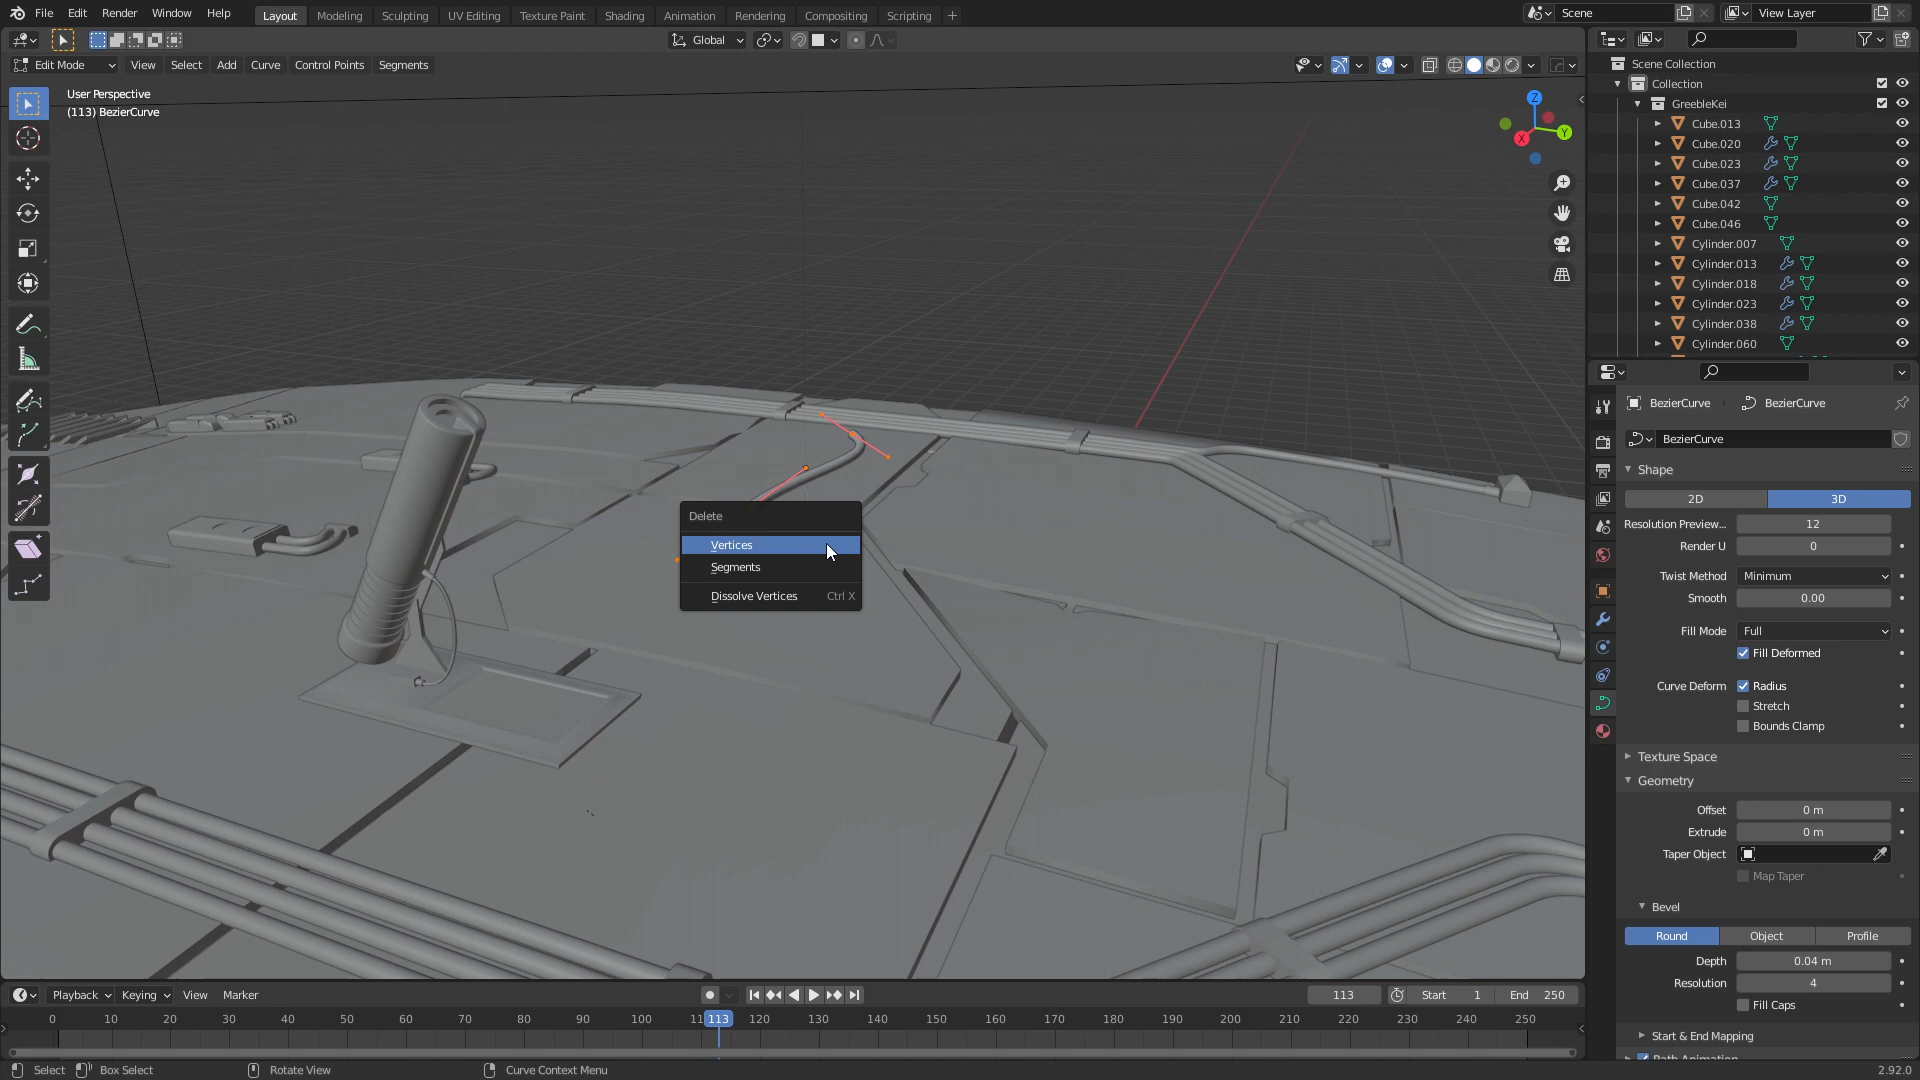 File Edit Render Window Help
Layout Modeling Sculpting UV Editing Texture Paint Shading Animation Rendering Compositing Scripting +
Scene
View Layer
Global
Edit Mode View Select Add Curve Control Points Segments
User Perspective
(113) BezierCurve
Z
Y
X
Scene Collection
Collection
GreebleKei
Cube.013
Cube.020
Cube.023
Cube.037
Cube.042
Cube.046
Cylinder.007
Cylinder.013
Cylinder.018
Cylinder.023
Cylinder.038
Cylinder.060
Delete
Vertices
Segments
Dissolve Vertices Ctrl X
BezierCurve BezierCurve
BezierCurve
Shape
2D 3D
Resolution Preview... 12
Render U 0
Twist Method Minimum
Smooth 0.00
Fill Mode Full
Fill Deformed
Curve Deform Radius
Stretch
Bounds Clamp
Texture Space
Geometry
Offset 0 m
Extrude 0 m
Taper Object
Map Taper
Bevel
Round Object Profile
Depth 0.04 m
Resolution 4
Fill Caps
Start & End Mapping
Path Animation
Playback Keying View Marker
113 Start 1 End 250
0 10 20 30 40 50 60 70 80 90 100 11 113 120 130 140 150 160 170 180 190 200 210 220 230 240 250
Select Box Select Rotate View Curve Context Menu 2.92.0